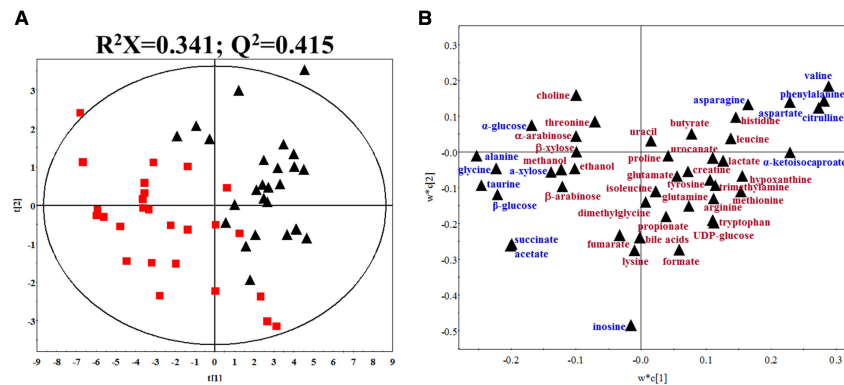 A
R²X=0.341; Q²=0.415
t[2]
3
2
1
0
-1
-2
-3
-9 -8 -7 -6 -5 -4 -3 -2 -1 0 1 2 3 4 5 6 7 8 9
t[1]
B
w*c[2]
0.3
0.2
0.1
0.0
-0.1
-0.2
-0.3
-0.4
-0.5
-0.2 -0.1 -0.0 0.1 0.2 0.3
w*c[1]
valine
choline
phenylalanine
asparagine
aspartate
citrulline
threonine
butyrate
histidine
α-glucose
α-arabinose
uracil
leucine
β-xylose
urocanate
alanine
methanol
ethanol
proline
lactate
α-ketoisocaproate
glycine
a-xylose
glutamate
creatine
hypoxanthine
taurine
isoleucine
tyrosine
trimethylamine
β-glucose
β-arabinose
glutamine
methionine
arginine
dimethylglycine
tryptophan
propionate
UDP-glucose
succinate
fumarate
bile acids
acetate
lysine
formate
inosine